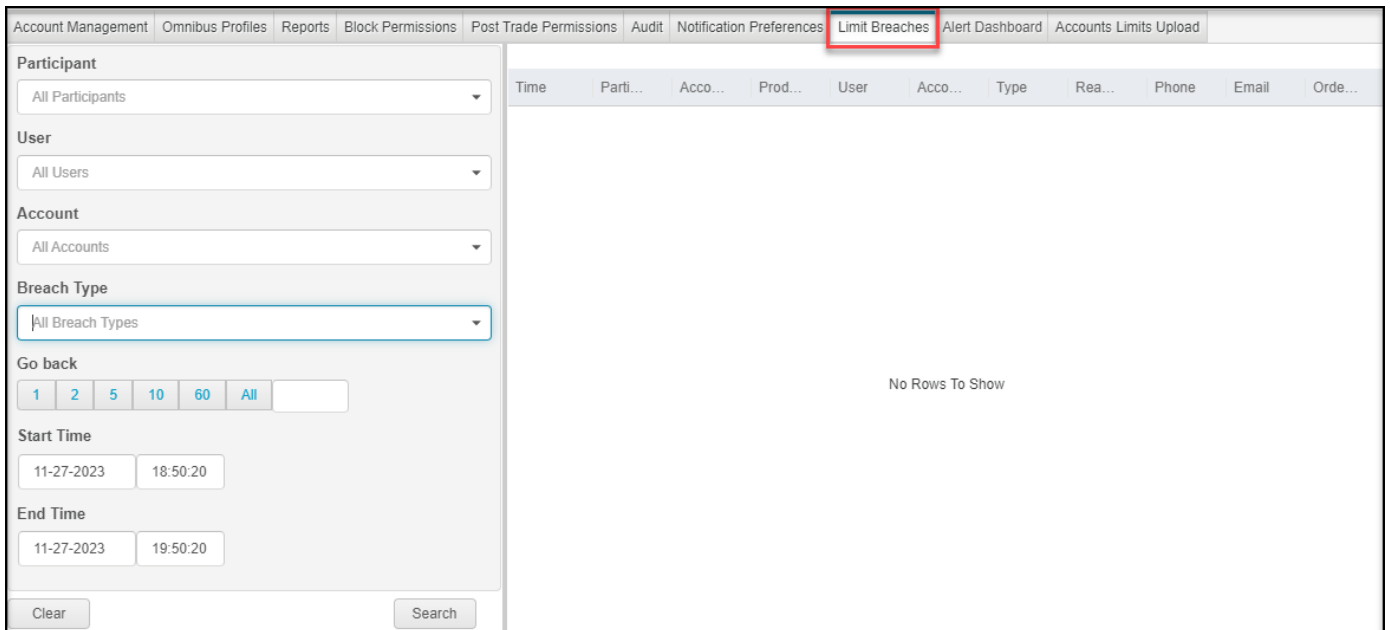 Account Management Omnibus Profiles Reports Block Permissions Post Trade Permissions Audit Notification Preferences Limit Breaches Alert Dashboard Accounts Limits Upload
Participant
All Participants
User
All Users
Account
All Accounts
Breach Type
All Breach Types
Go back
1 2 5 10 60 All
Start Time
11-27-2023 18:50:20
End Time
11-27-2023 19:50:20
Clear Search
Time Parti... Acco... Prod... User Acco... Type Rea... Phone Email Orde...
No Rows To Show